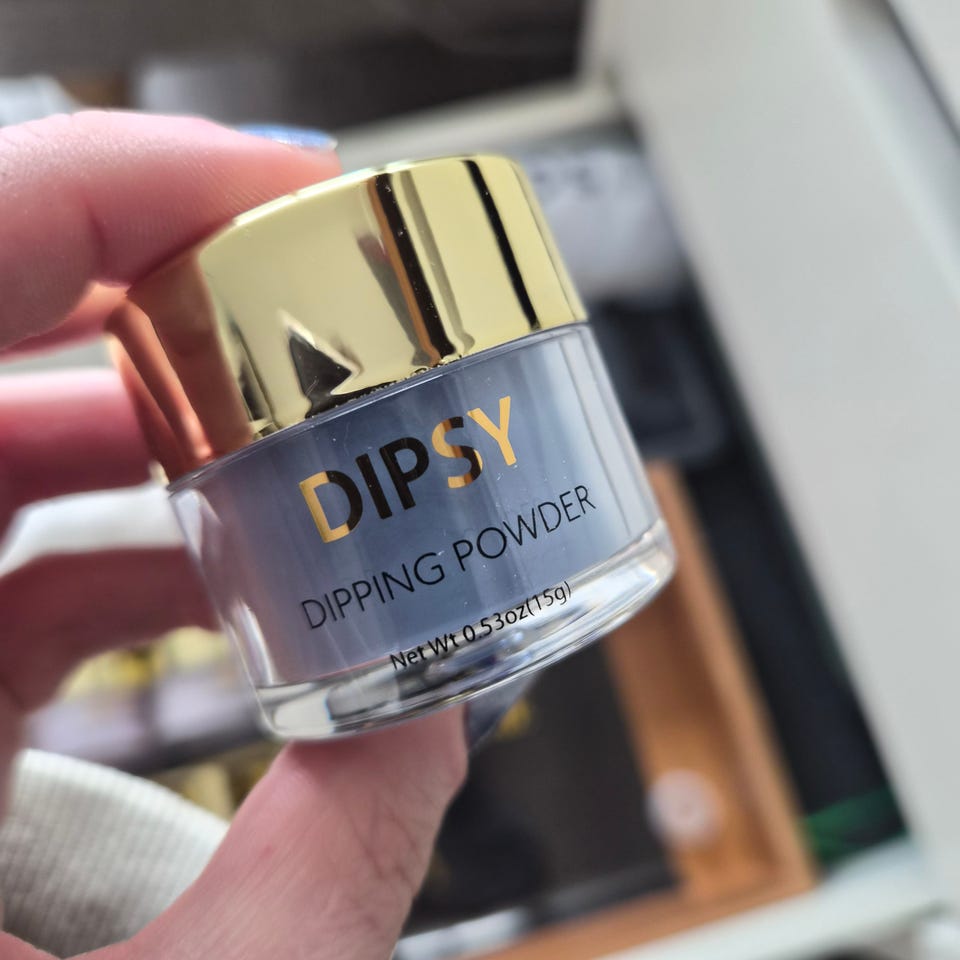 DIPSY
DIPPING POWDER
Net Wt 0.53oz(15g)